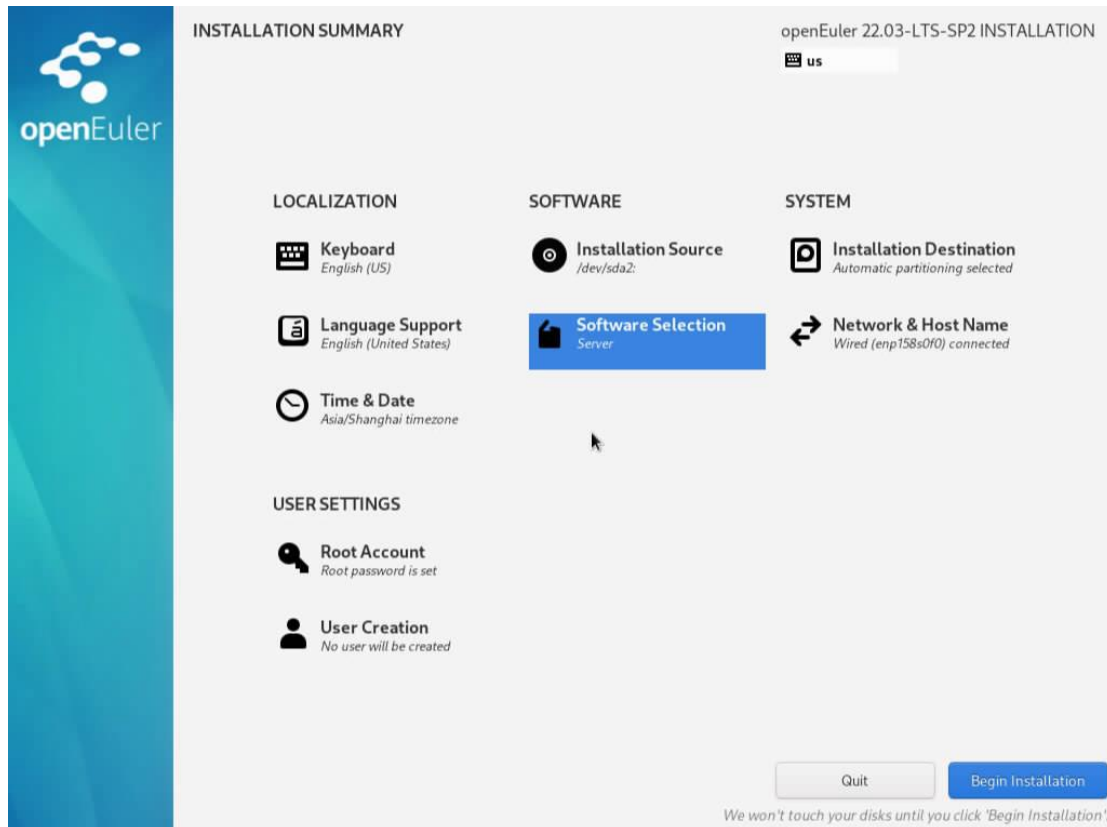 openEuler
INSTALLATION SUMMARY
openEuler 22.03-LTS-SP2 INSTALLATION
us
LOCALIZATION
Keyboard
English (US)
Language Support
English (United States)
Time & Date
Asia/Shanghai timezone
SOFTWARE
Installation Source
/dev/sda2:
Software Selection
Server
SYSTEM
Installation Destination
Automatic partitioning selected
Network & Host Name
Wired (enp158s0f0) connected
USER SETTINGS
Root Account
Root password is set
User Creation
No user will be created
Quit
Begin Installation
We won't touch your disks until you click 'Begin Installation'